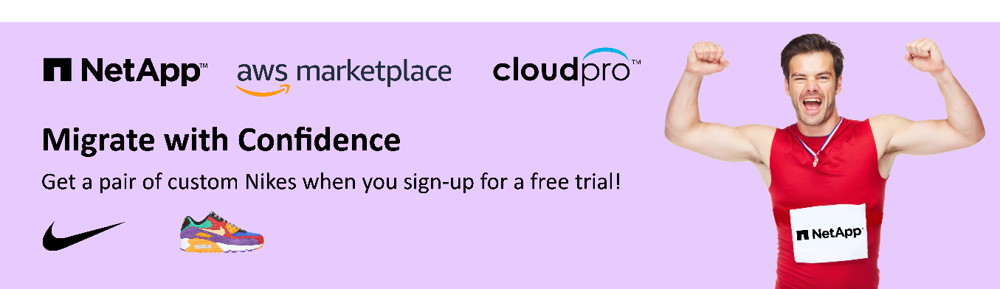 NetApp™
aws marketplace
cloudpro™
Migrate with Confidence
Get a pair of custom Nikes when you sign-up for a free trial!
NetApp